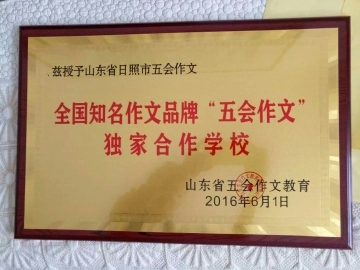 兹授予山东省日照市五会作文
全国知名作文品牌“五会作文”
独家合作学校
山东省五会作文教育
2016年6月1日